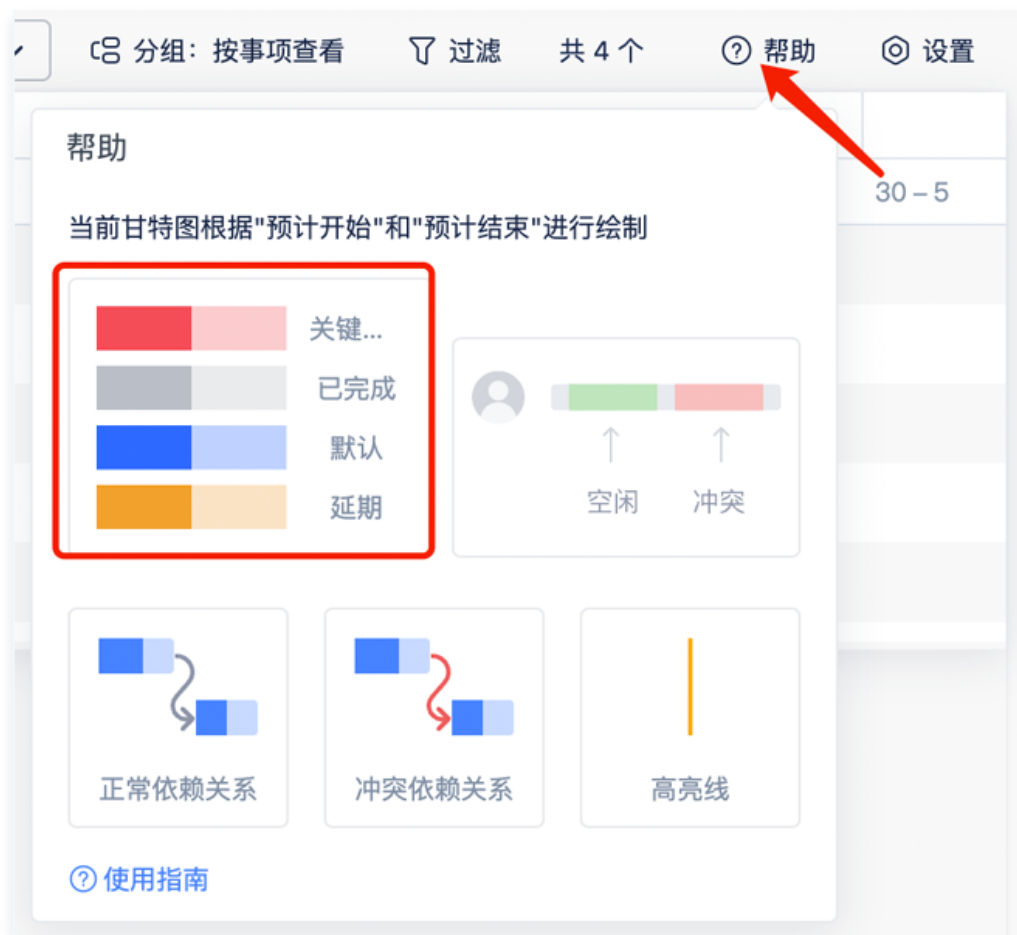 分组：按事项查看 过滤 共 4 个 帮助 设置
帮助
30 – 5
当前甘特图根据"预计开始"和"预计结束"进行绘制
关键...
已完成
默认
延期
空闲 冲突
正常依赖关系 冲突依赖关系 高亮线
使用指南